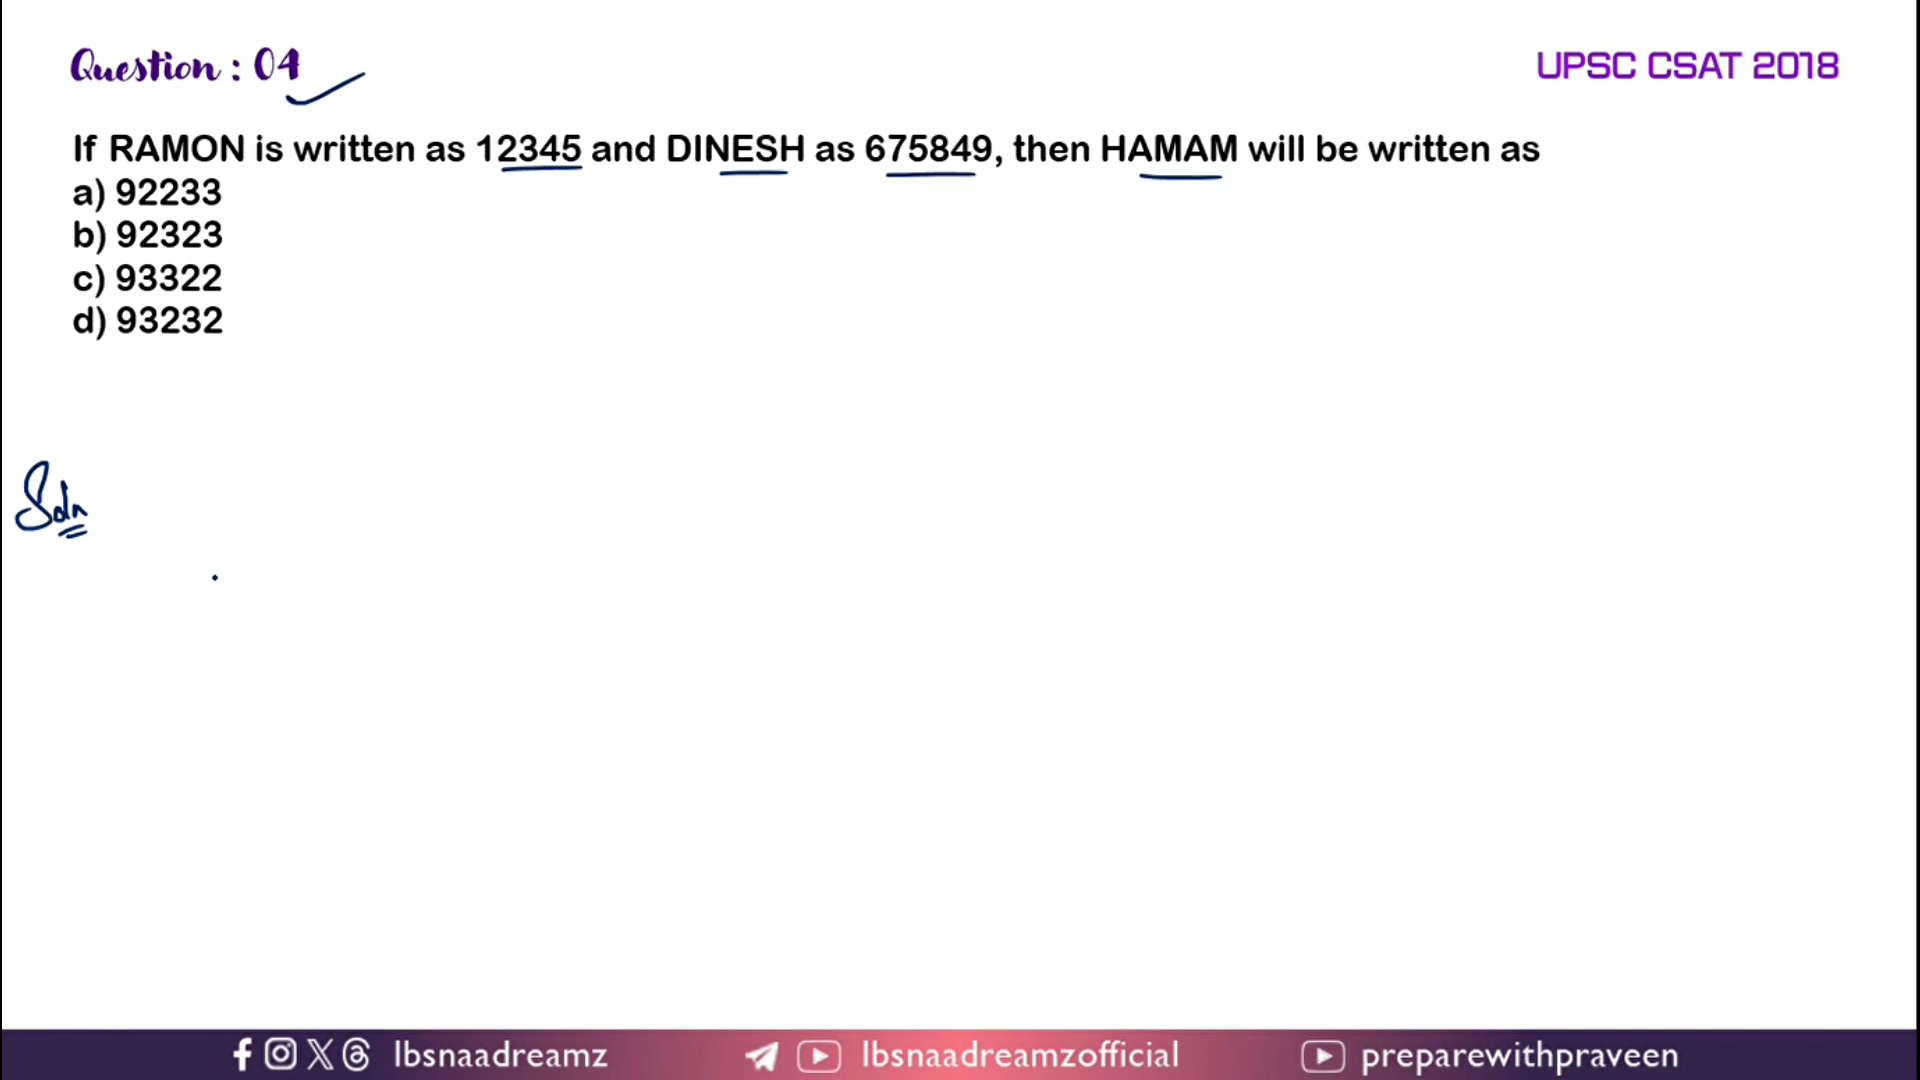 Question : 04
UPSC CSAT 2018
If RAMON is written as 12345 and DINESH as 675849, then HAMAM will be written as
a) 92233
b) 92323
c) 93322
d) 93232
Soln
lbsnaadreamz
lbsnaadreamzofficial
preparewithpraveen